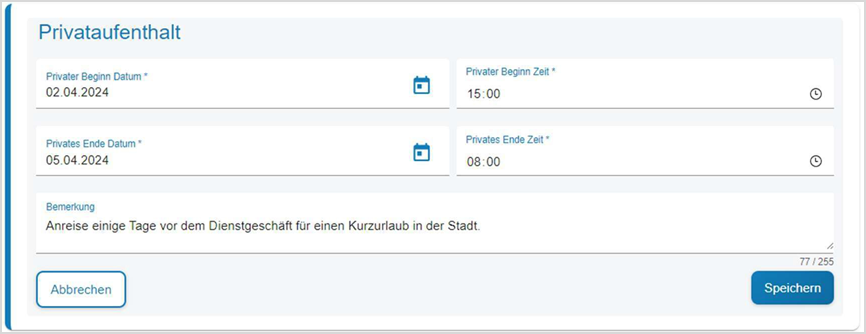 Privataufenthalt
Privater Beginn Datum *
02.04.2024
Privater Beginn Zeit *
15:00
Privates Ende Datum *
05.04.2024
Privates Ende Zeit *
08:00
Bemerkung
Anreise einige Tage vor dem Dienstgeschäft für einen Kurzurlaub in der Stadt.
77 / 255
Abbrechen
Speichern